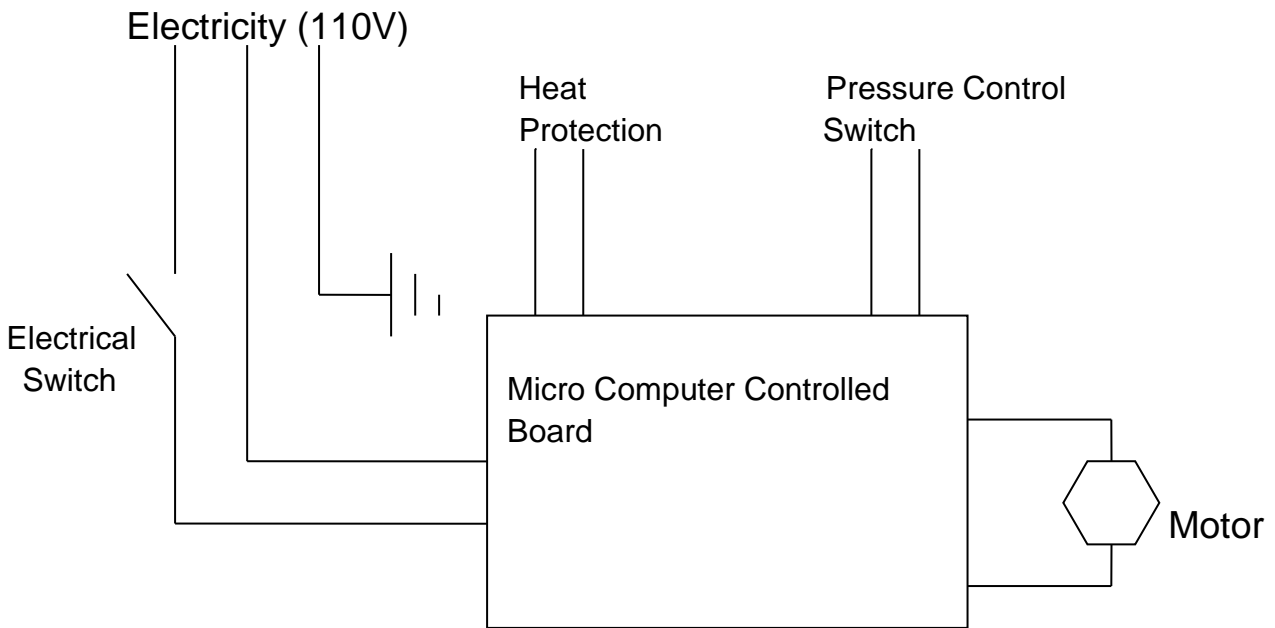 Electricity (110V)
Heat
Protection
Pressure Control
Switch
Electrical
Switch
Micro Computer Controlled
Board
Motor